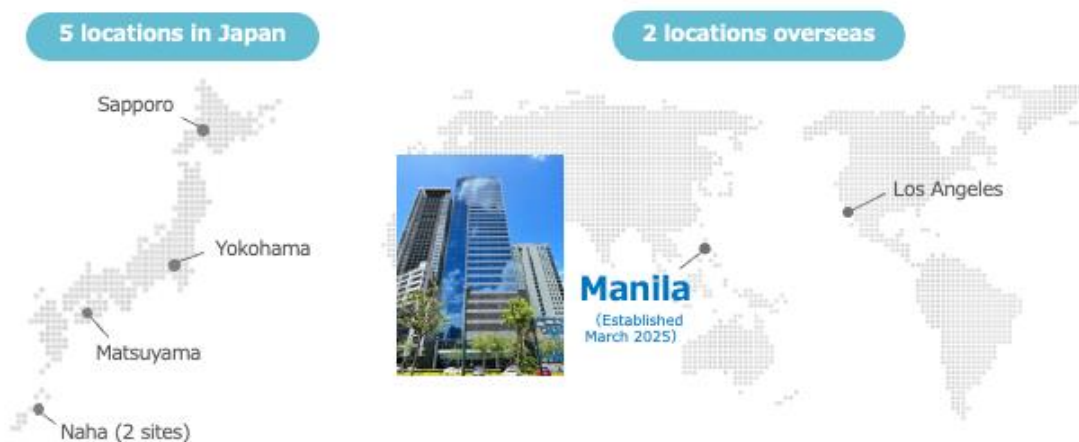 5 locations in Japan
2 locations overseas
Sapporo
Yokohama
Matsuyama
Naha (2 sites)
Los Angeles
Manila
（Established
March 2025）